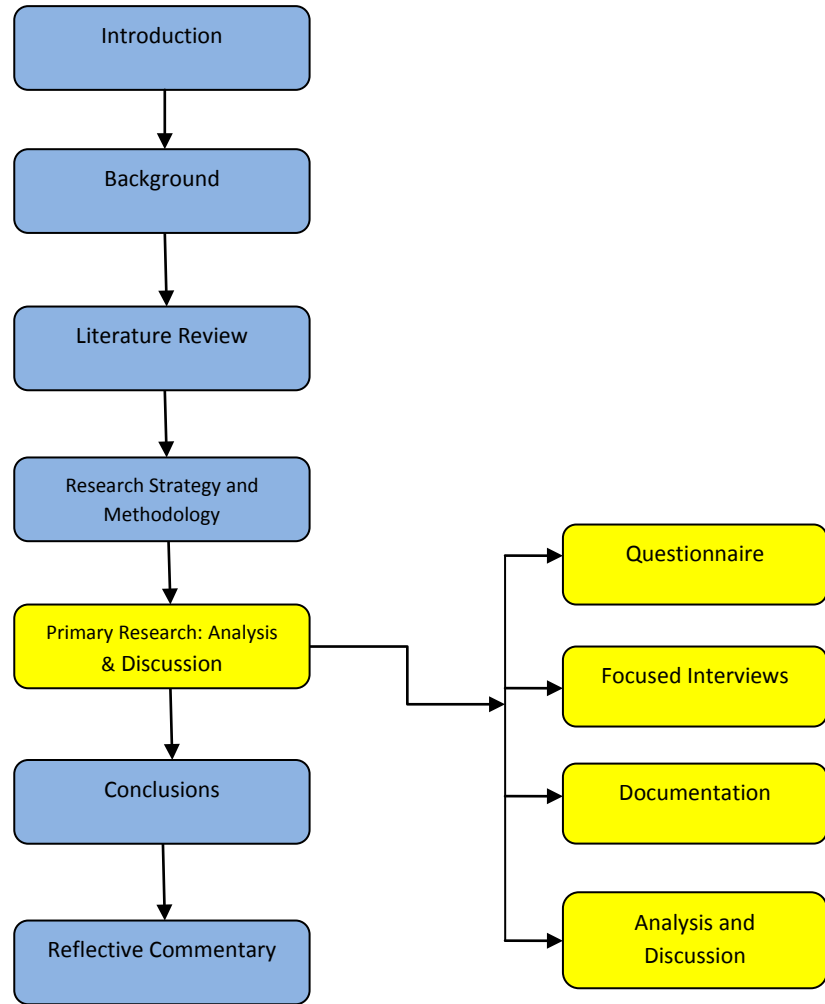 Introduction
Background
Literature Review
Research Strategy and
Methodology
Primary Research: Analysis
& Discussion
Conclusions
Reflective Commentary
Questionnaire
Focused Interviews
Documentation
Analysis and
Discussion